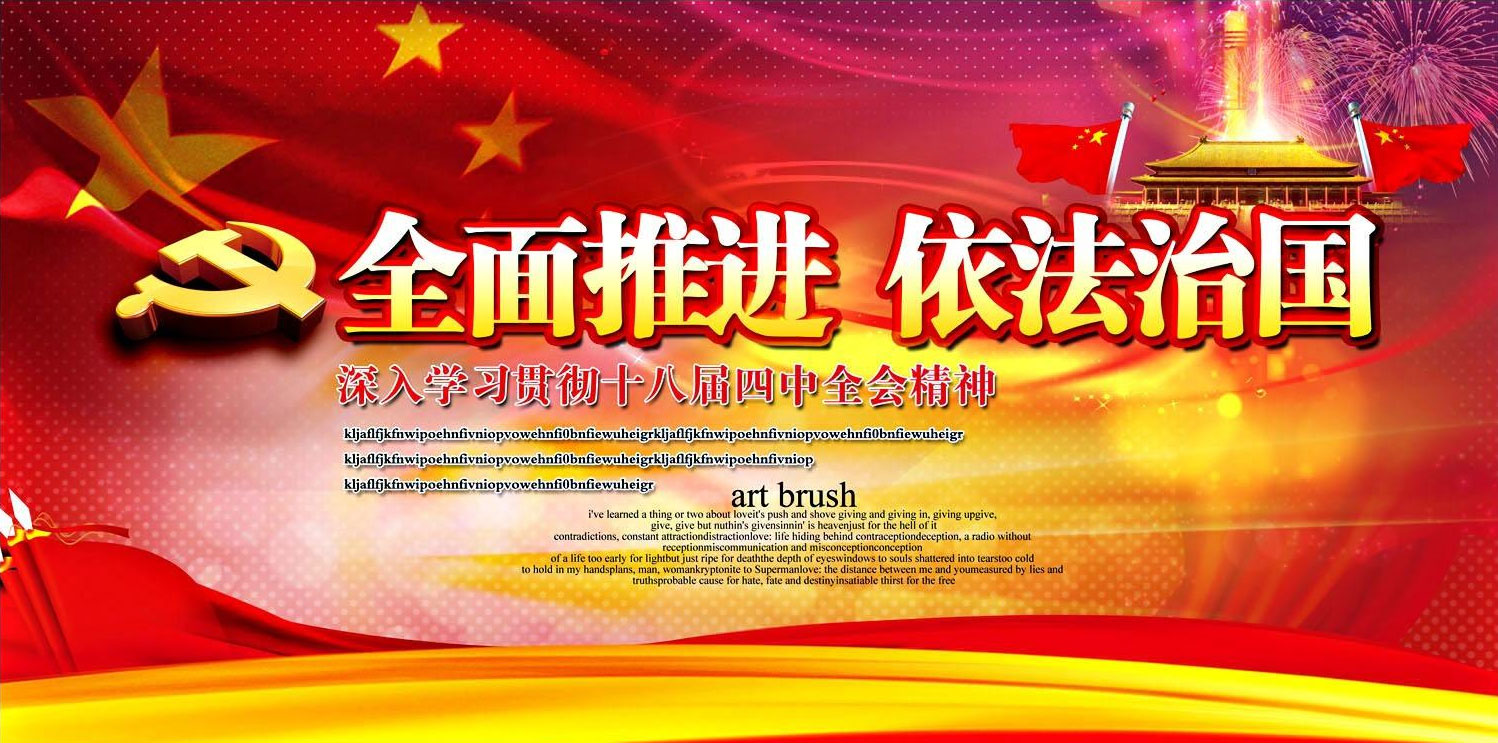 全面推进 依法治国
深入学习贯彻十八届四中全会精神
kljaflfjkfnwipoehnfivniopvowehnfi0bnfiewuheigrkljaflfjkfnwipoehnfivniopvowehnfi0bnfiewuheigr
kljaflfjkfnwipoehnfivniopvowehnfi0bnfiewuheigrkljaflfjkfnwipoehnfivniop
kljaflfjkfnwipoehnfivniopvowehnfi0bnfiewuheigr
art brush
i've learned a thing or two about loveit's push and shove giving and giving in, giving upgive,
give, give but nuthin's givensinnin' is heavenjust for the hell of it
contradictions, constant attractiondistractionlove: life hiding behind contraceptiondeception, a radio without
receptionmiscommunication and misconceptionconception
of a life too early for lightbut just ripe for deaththe depth of eyeswindows to souls shattered into tearstoo cold
to hold in my handsplans, man, womankryptonite to Supermanlove: the distance between me and youmeasured by lies and
truthsprobable cause for hate, fate and destinyinsatiable thirst for the free